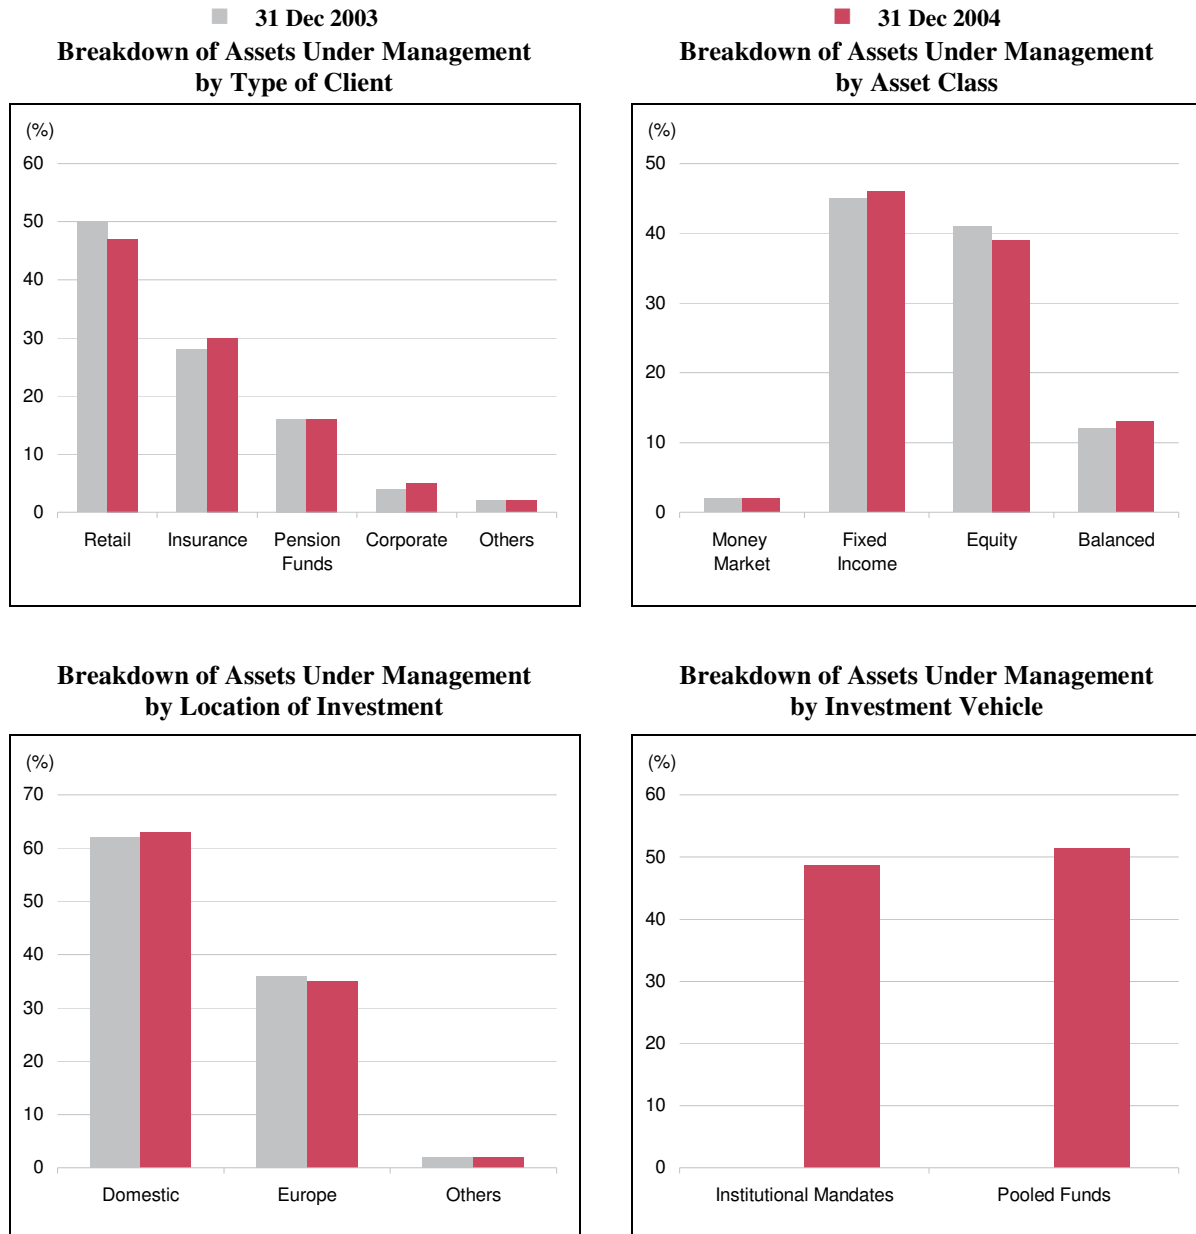 31 Dec 2003
31 Dec 2004
Breakdown of Assets Under Management
by Type of Client
(%)
60
50
40
30
20
10
0
Retail
Insurance
Pension
Funds
Corporate
Others
Breakdown of Assets Under Management
by Asset Class
(%)
50
40
30
20
10
0
Money
Market
Fixed
Income
Equity
Balanced
Breakdown of Assets Under Management
by Location of Investment
(%)
70
60
50
40
30
20
10
0
Domestic
Europe
Others
Breakdown of Assets Under Management
by Investment Vehicle
(%)
60
50
40
30
20
10
0
Institutional Mandates
Pooled Funds